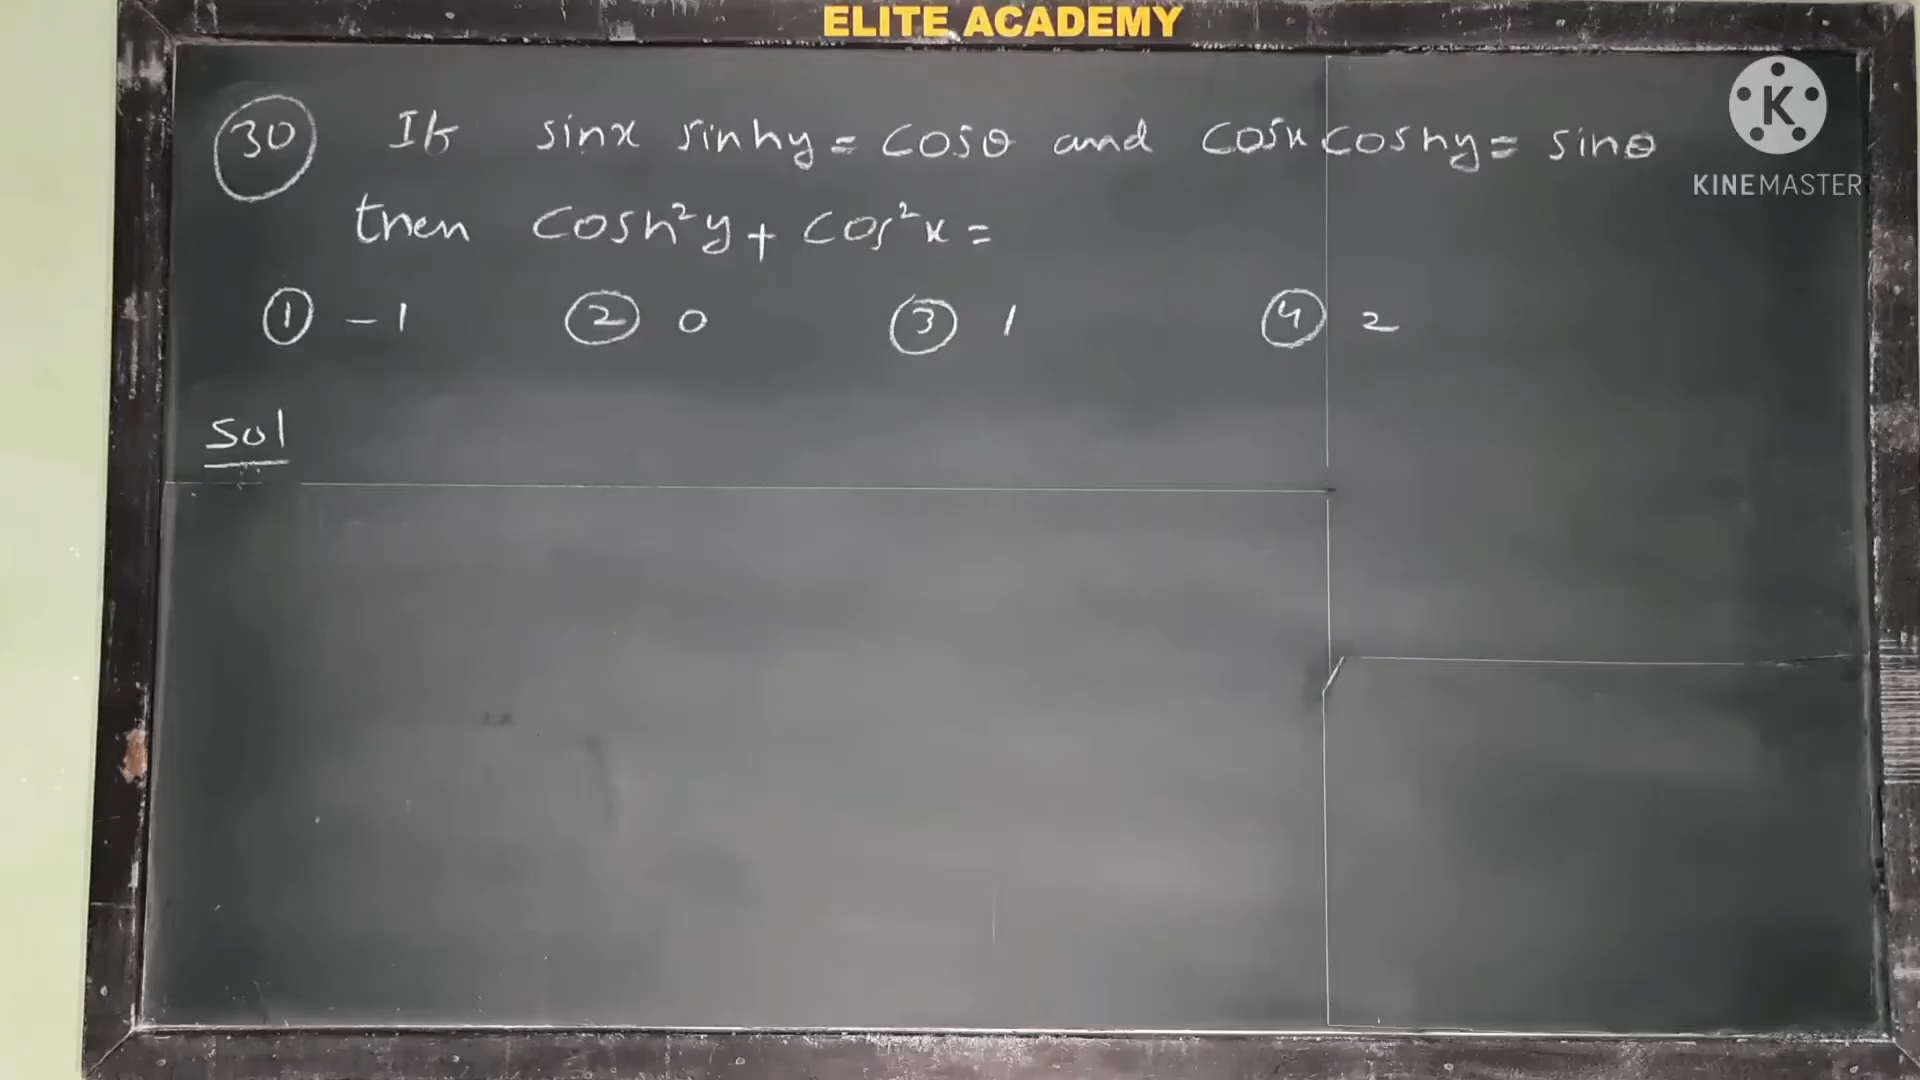 ELITE ACADEMY
30 If sinx sinhy = cosθ and cosx coshy = sinθ
then cosh²y + cos²x =
① -1 ② 0 ③ 1 ④ 2
Sol
K
KINEMASTER